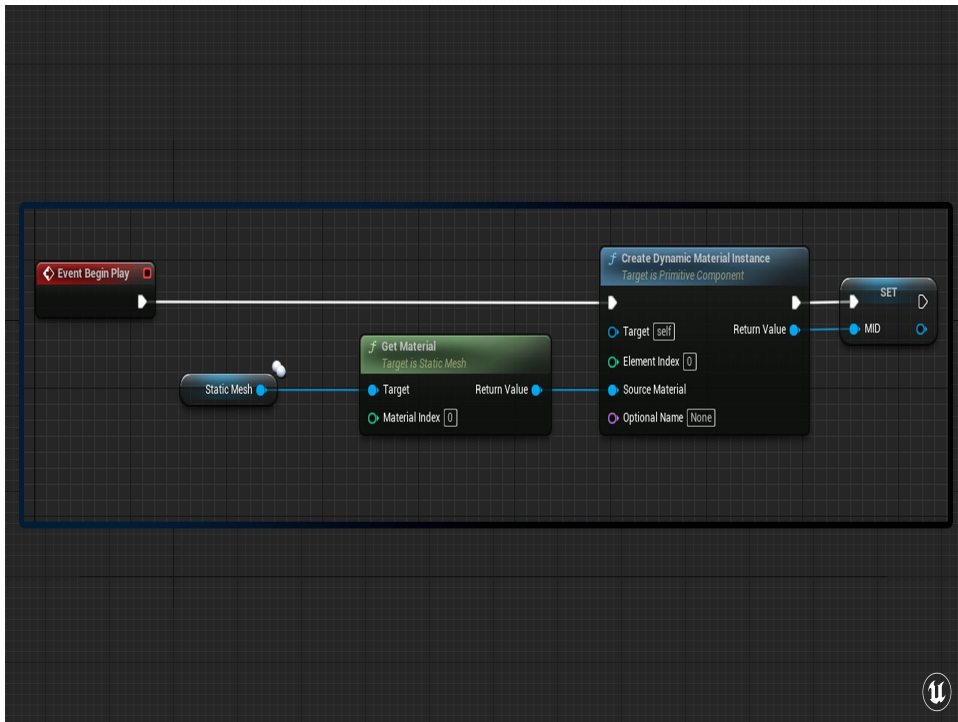 Event Begin Play
Static Mesh
Get Material
Target is Static Mesh
Target
Return Value
Material Index 0
Create Dynamic Material Instance
Target is Primitive Component
Target self
Return Value
Element Index 0
Source Material
Optional Name None
SET
MID